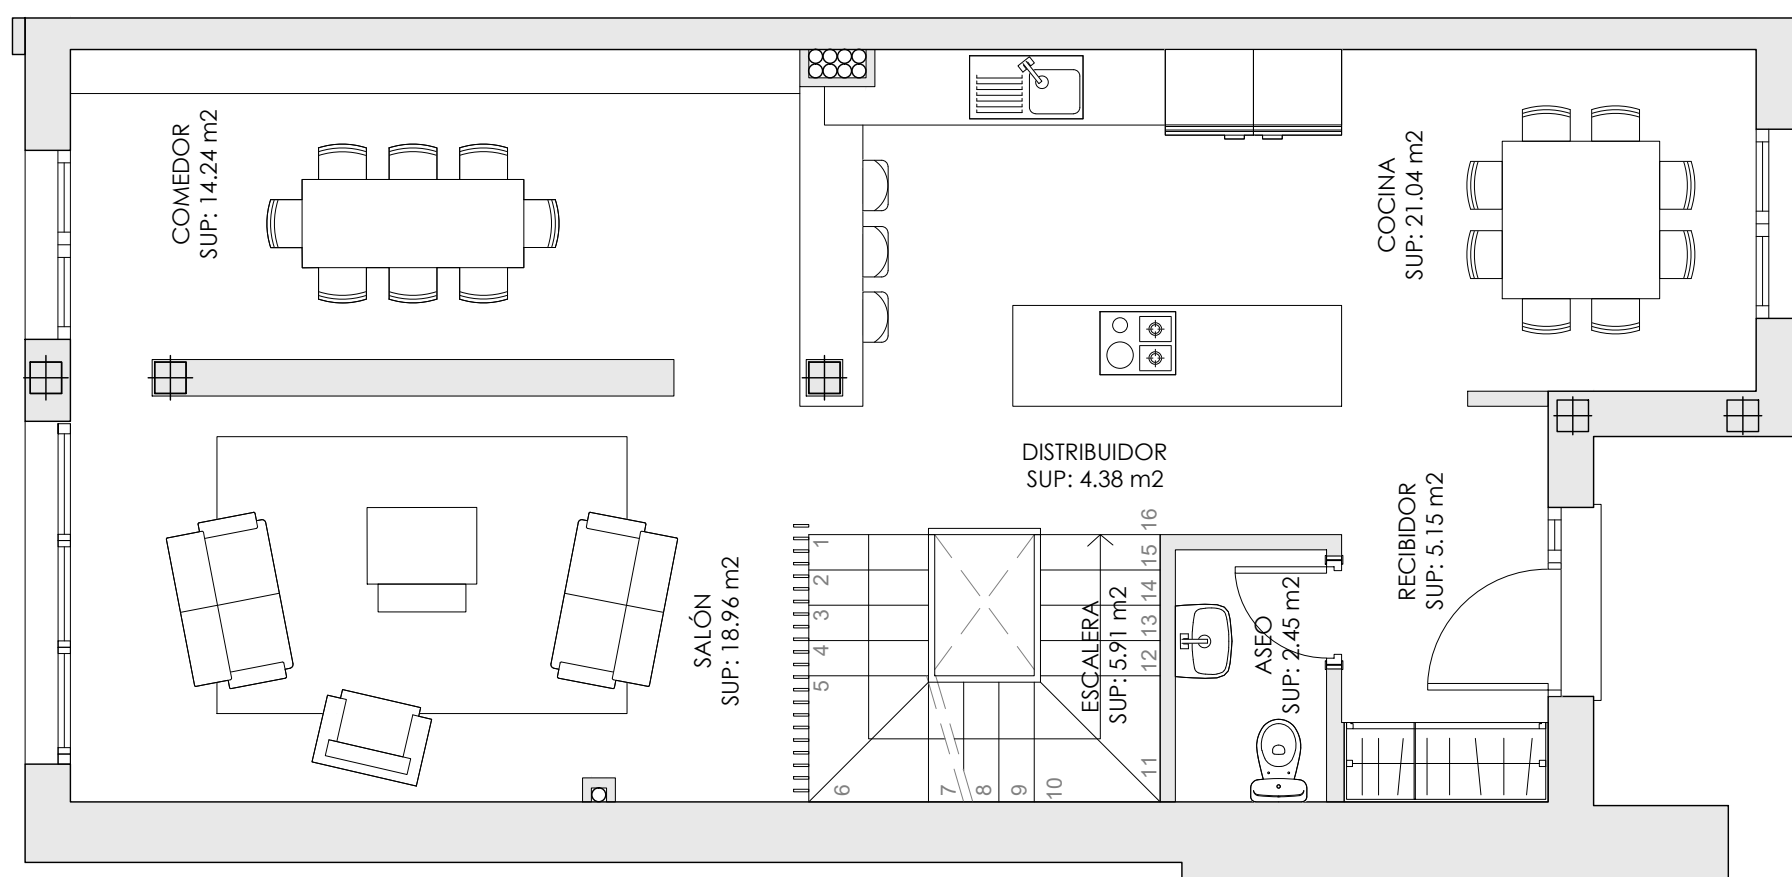 COMEDOR
SUP: 14.24 m2
COCINA
SUP: 21.04 m2
DISTRIBUIDOR
SUP: 4.38 m2
SALÓN
SUP: 18.96 m2
ESCALERA
SUP: 5.91 m2
ASEO
SUP: 2.45 m2
RECIBIDOR
SUP: 5.15 m2
1
2
3
4
5
6
7
8
9
10
11
12
13
14
15
16